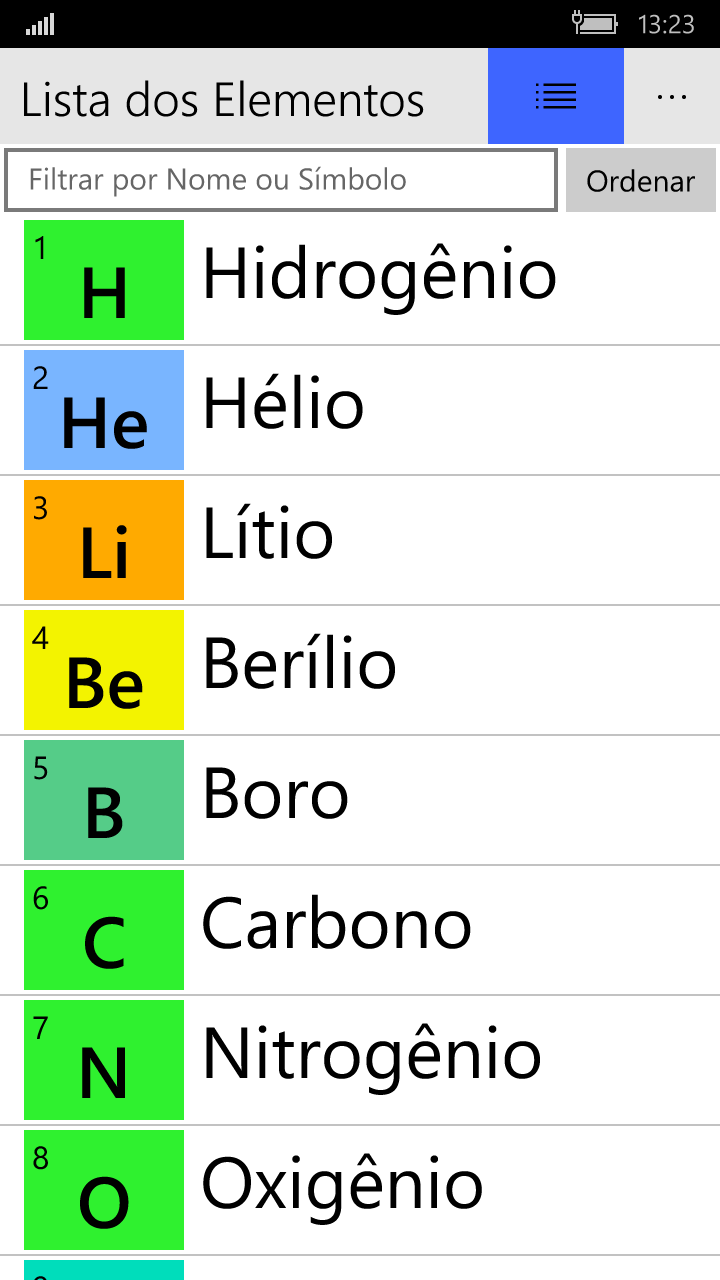 13:23
Lista dos Elementos
...
Filtrar por Nome ou Símbolo
Ordenar
1
H
Hidrogênio
2
He
Hélio
3
Li
Lítio
4
Be
Berílio
5
B
Boro
6
C
Carbono
7
N
Nitrogênio
8
O
Oxigênio